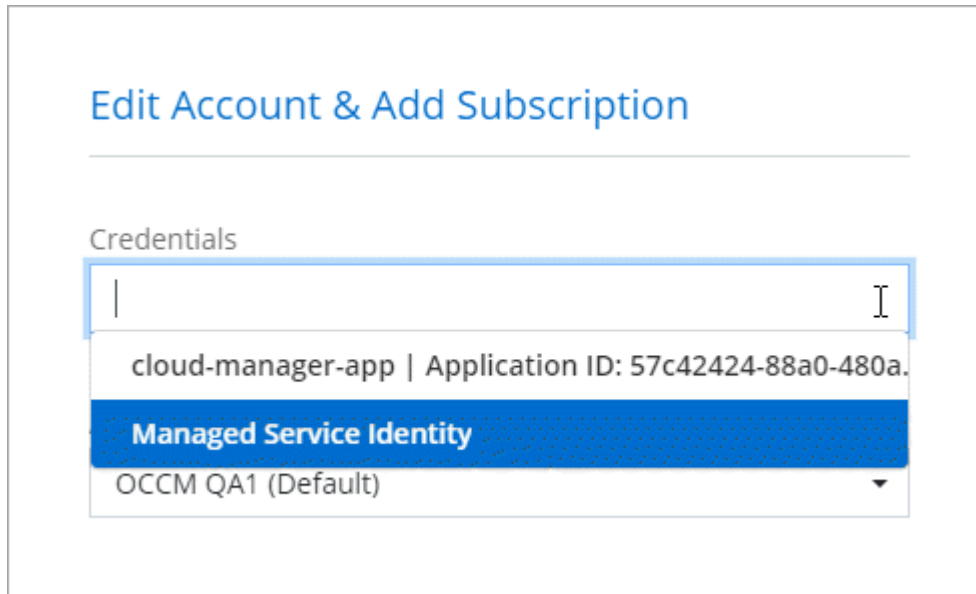 Edit Account & Add Subscription
Credentials
cloud-manager-app | Application ID: 57c42424-88a0-480a.
Managed Service Identity
OCCM QA1 (Default)